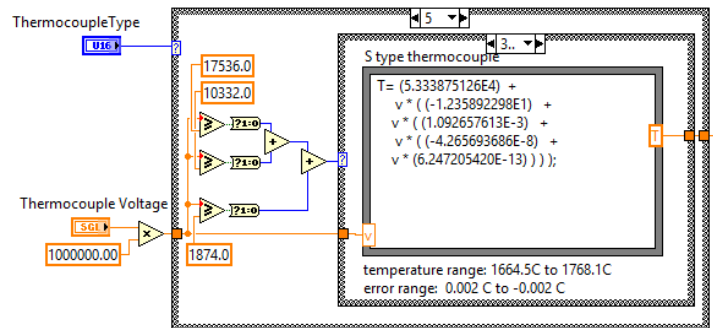 ThermocoupleType
U16
?
5
3..
S type thermocouple
17536.0
10332.0
T= (5.333875126E4) +
v * ( (-1.235892298E1) +
v * ( (1.092657613E-3) +
v * ( (-4.265693686E-8) +
v * (6.247205420E-13) ) ) );
T
?1:0
?1:0
?1:0
?
Thermocouple Voltage
SGL
1000000.00
1874.0
v
temperature range: 1664.5C to 1768.1C
error range: 0.002 C to -0.002 C